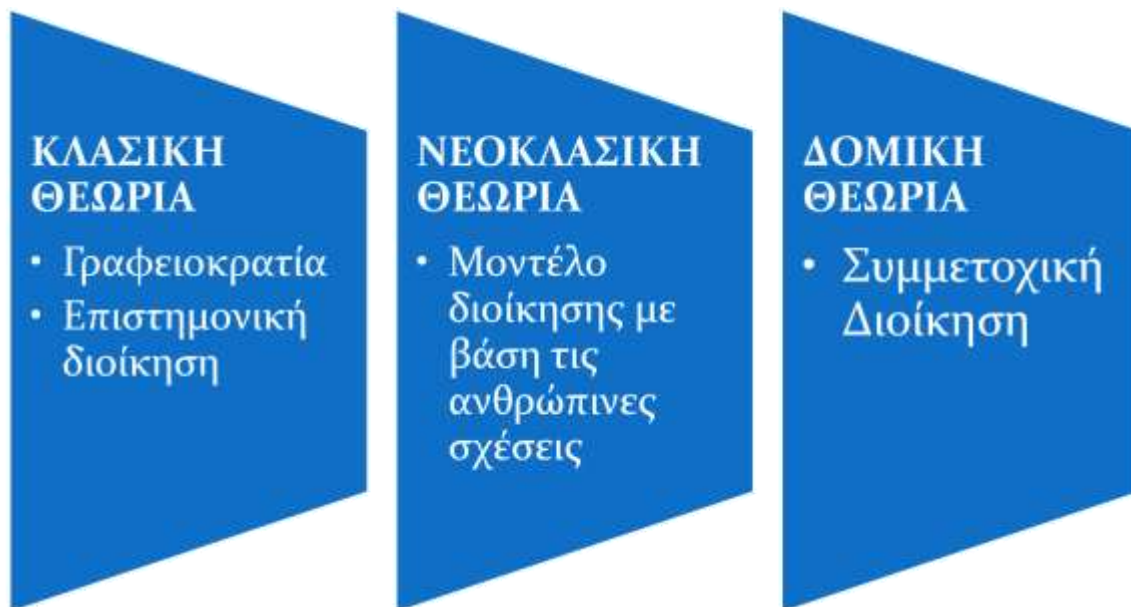 ΚΛΑΣΙΚΗ
ΘΕΩΡΙΑ
• Γραφειοκρατία
• Επιστημονική
διοίκηση
ΝΕΟΚΛΑΣΙΚΗ
ΘΕΩΡΙΑ
• Μοντέλο
διοίκησης με
βάση τις
ανθρώπινες
σχέσεις
ΔΟΜΙΚΗ
ΘΕΩΡΙΑ
• Συμμετοχική
Διοίκηση